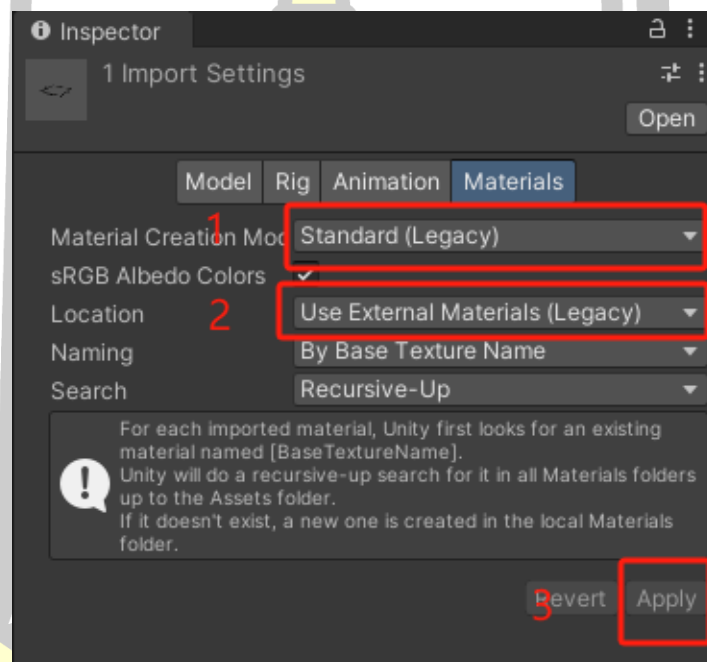 Inspector
1 Import Settings
Open
Model Rig Animation Materials
1
Material Creation Mod Standard (Legacy)
sRGB Albedo Colors
Location 2 Use External Materials (Legacy)
Naming By Base Texture Name
Search Recursive-Up
For each imported material, Unity first looks for an existing
material named [BaseTextureName].
Unity will do a recursive-up search for it in all Materials folders
up to the Assets folder.
If it doesn't exist, a new one is created in the local Materials
folder.
3 Revert Apply